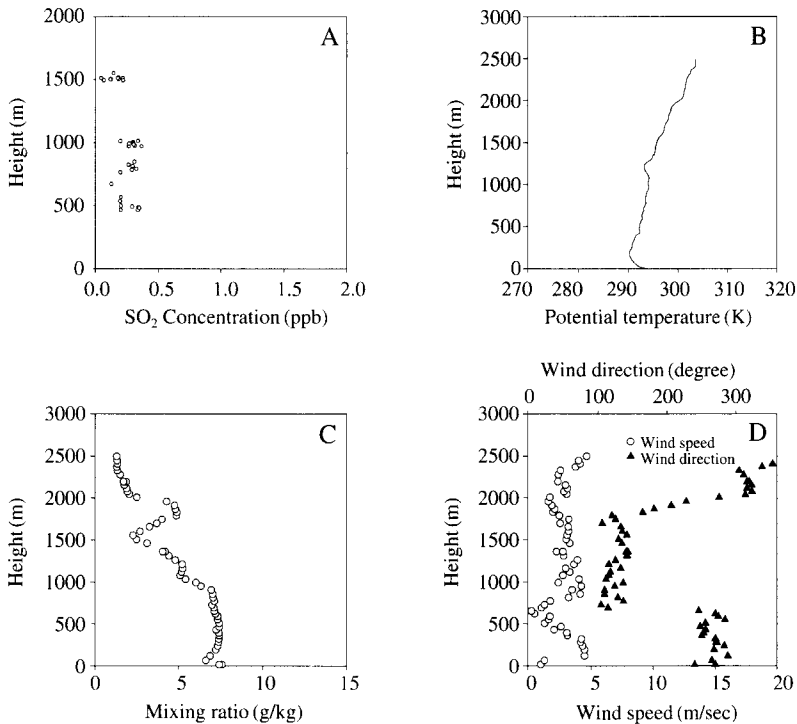 A
Height (m)
2000
1500
1000
500
0
0.0 0.5 1.0 1.5 2.0
SO2 Concentration (ppb)
B
Height (m)
3000
2500
2000
1500
1000
500
0
270 290 300 310 320
Potential temperature (K)
C
Height (m)
3000
2500
2000
1500
1000
500
0
0 5 10 15
Mixing ratio (g/kg)
Wind direction (degree)
0 100 200 300
D
Wind speed
Wind direction
Height (m)
3000
2500
2000
1500
1000
500
0
0 5 10 15 20
Wind speed (m/sec)